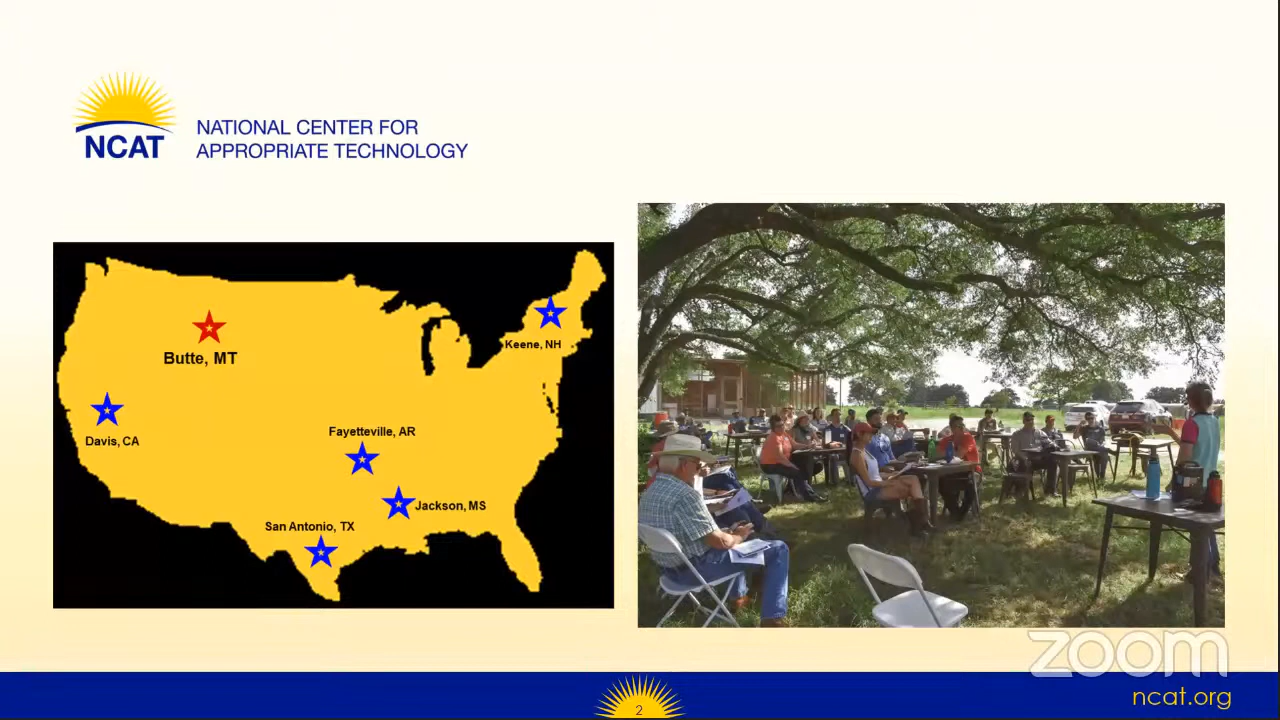 NCAT
NATIONAL CENTER FOR
APPROPRIATE TECHNOLOGY
Butte, MT
Keene, NH
Davis, CA
Fayetteville, AR
Jackson, MS
San Antonio, TX
zoom
2
ncat.org